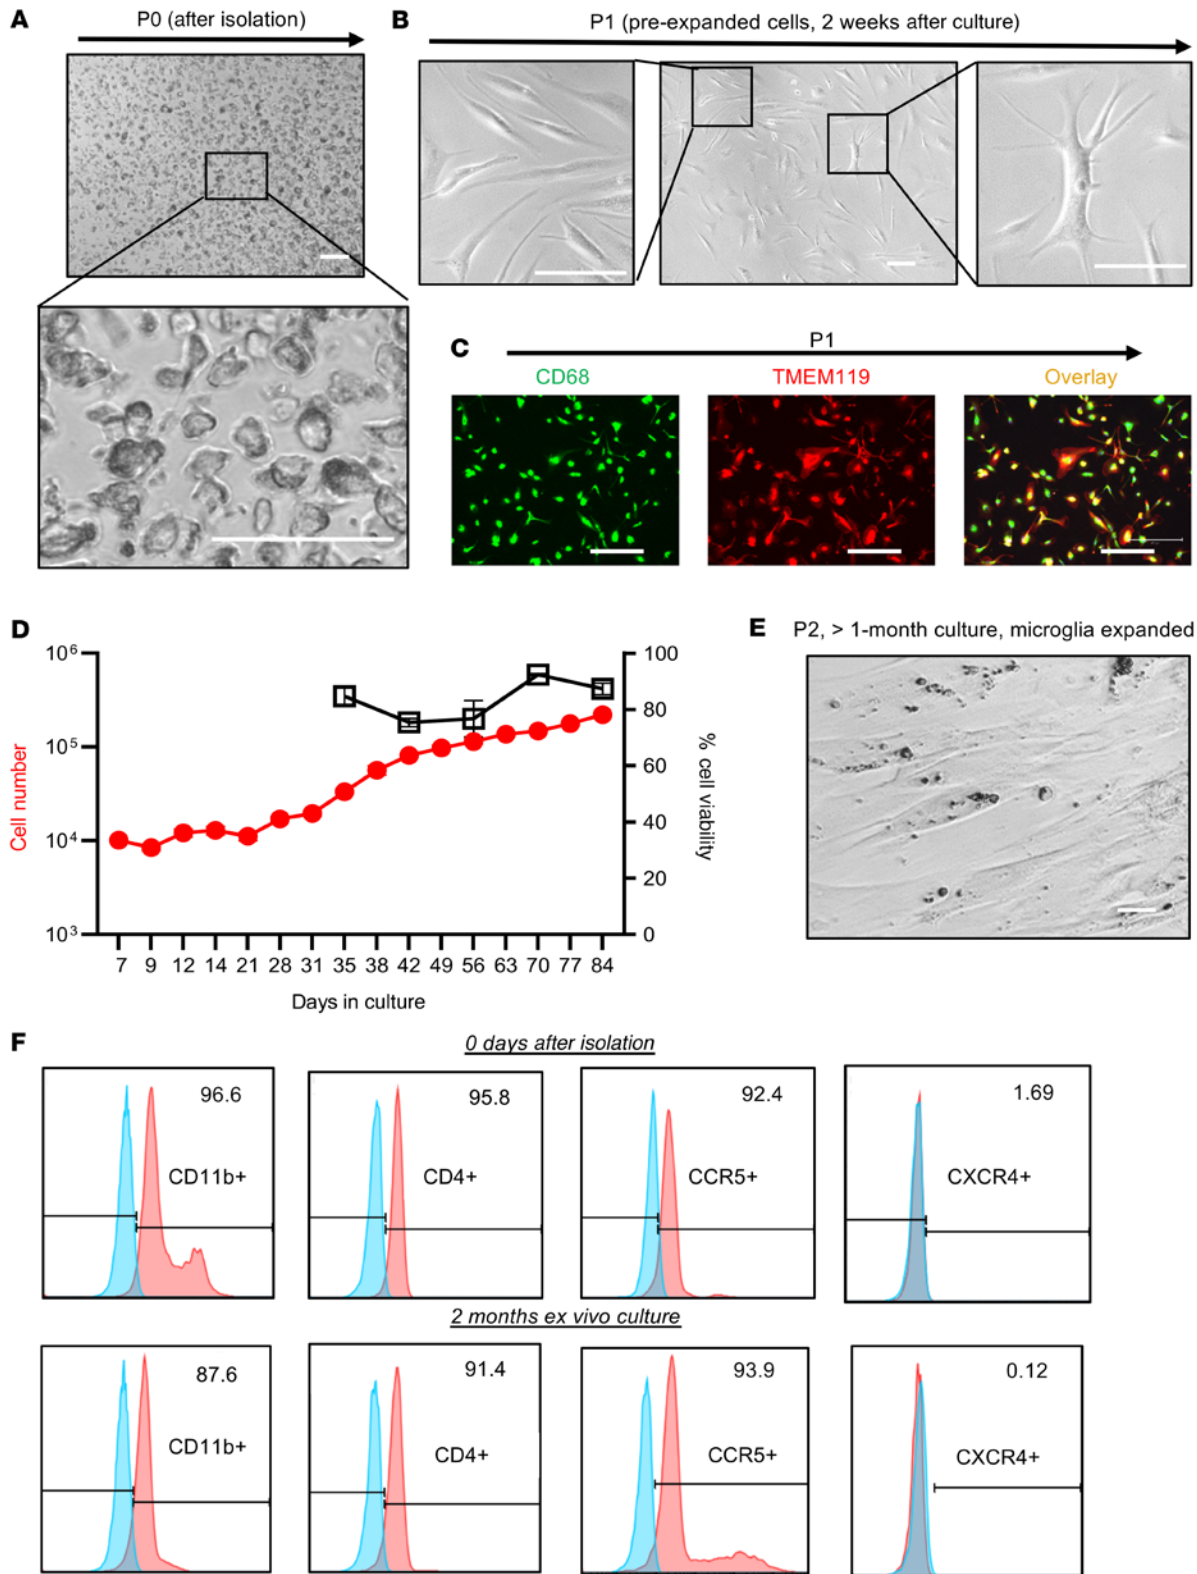 A
P0 (after isolation)
B
P1 (pre-expanded cells, 2 weeks after culture)
C
P1
CD68
TMEM119
Overlay
D
10⁶
10⁵
10⁴
10³
Cell number
100
80
60
40
20
0
% cell viability
7 9 12 14 21 28 31 35 38 42 49 56 63 70 77 84
Days in culture
E
P2, > 1-month culture, microglia expanded
F
0 days after isolation
96.6
CD11b+
95.8
CD4+
92.4
CCR5+
1.69
CXCR4+
2 months ex vivo culture
87.6
CD11b+
91.4
CD4+
93.9
CCR5+
0.12
CXCR4+